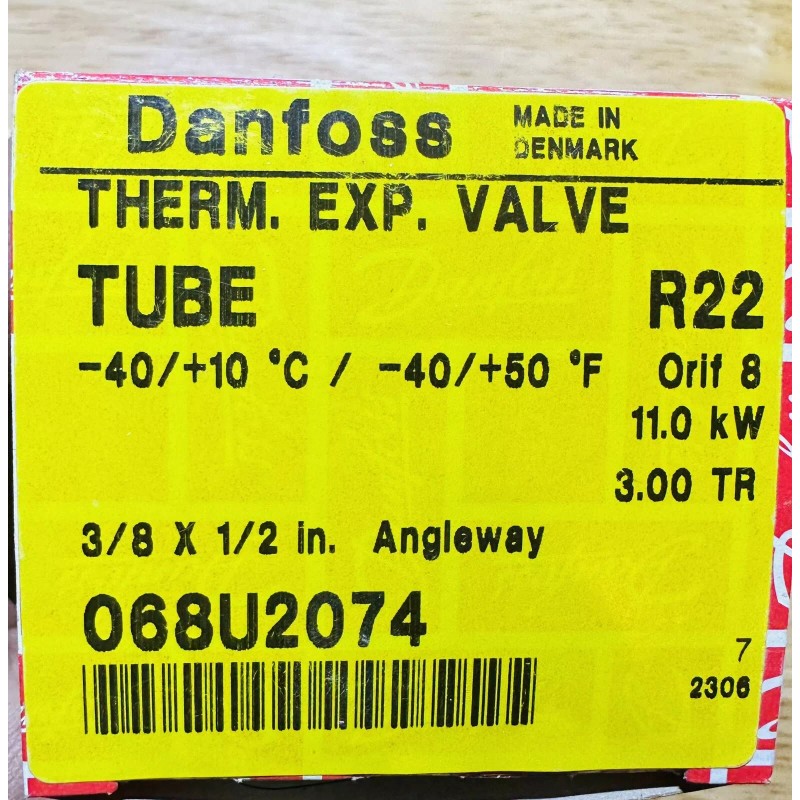 Danfoss MADE IN
DENMARK
THERM. EXP. VALVE
TUBE R22
-40/+10 °C / -40/+50 °F Orif 8
11.0 kW
3.00 TR
3/8 X 1/2 in. Angleway
068U2074
7
2306